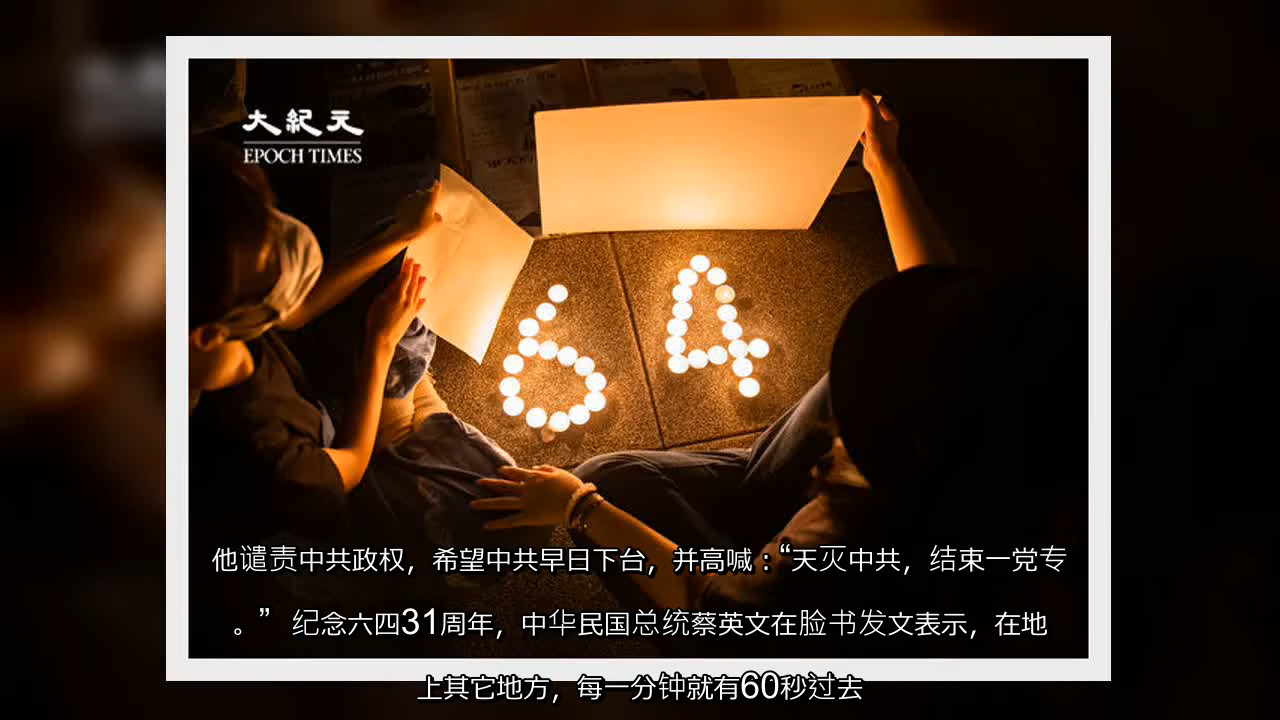 大紀元
EPOCH TIMES
64
他谴责中共政权，希望中共早日下台，并高喊：“天灭中共，结束一党专
。” 纪念六四31周年，中华民国总统蔡英文在脸书发文表示，在地
上其它地方，每一分钟就有60秒过去